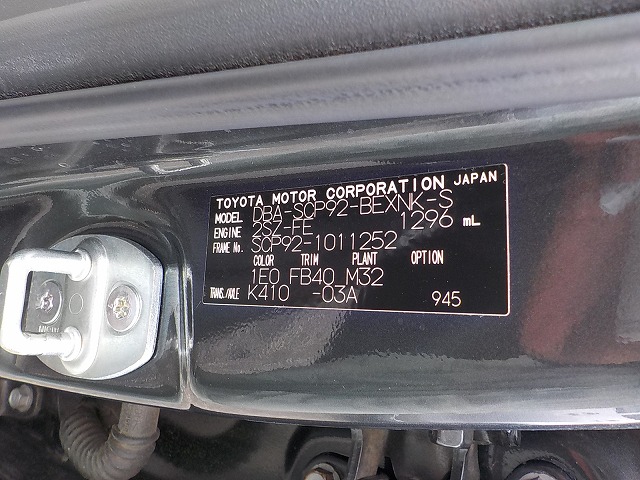 TOYOTA MOTOR CORPORATION JAPAN
MODEL DBA-SCP92-BEXNK-S
ENGINE 2SZ-FE 1296 mL
FRAME No. SCP92-1011252
COLOR TRIM PLANT OPTION
1E0 FB40 M32
TRANS./AXLE K410 -03A 945